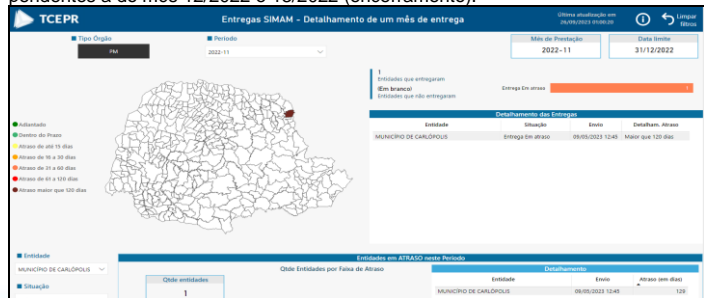 pendentes a do mês 12/2022 e 13/2022 (encerramento).
TCEPR
Entregas SIMAM - Detalhamento de um mês de entrega
Última atualização em
26/09/2023 01:00:20
Limpar
filtros
Tipo Órgão
PM
Período
2022-11
Mês de Prestação
2022-11
Data limite
31/12/2022
1
Entidades que entregaram
(Em branco)
Entidades que não entregaram
Entrega Em atraso
1
Adiantado
Dentro do Prazo
Atraso de até 15 dias
Atraso de 16 a 30 dias
Atraso de 31 a 60 dias
Atraso de 61 a 120 dias
Atraso maior que 120 dias
Detalhamento das Entregas
Entidade Situação Envio Detalham. Atraso
MUNICÍPIO DE CARLÓPOLIS Entrega Em atraso 09/05/2023 12:45 Maior que 120 dias
Entidade
MUNICÍPIO DE CARLÓPOLIS
Situação
Entidades em ATRASO neste Período
Qtde Entidades por Faixa de Atraso
Qtde entidades
1
Detalhamento
Entidade Envio Atraso (em dias)
MUNICÍPIO DE CARLÓPOLIS 09/05/2023 12:45 129